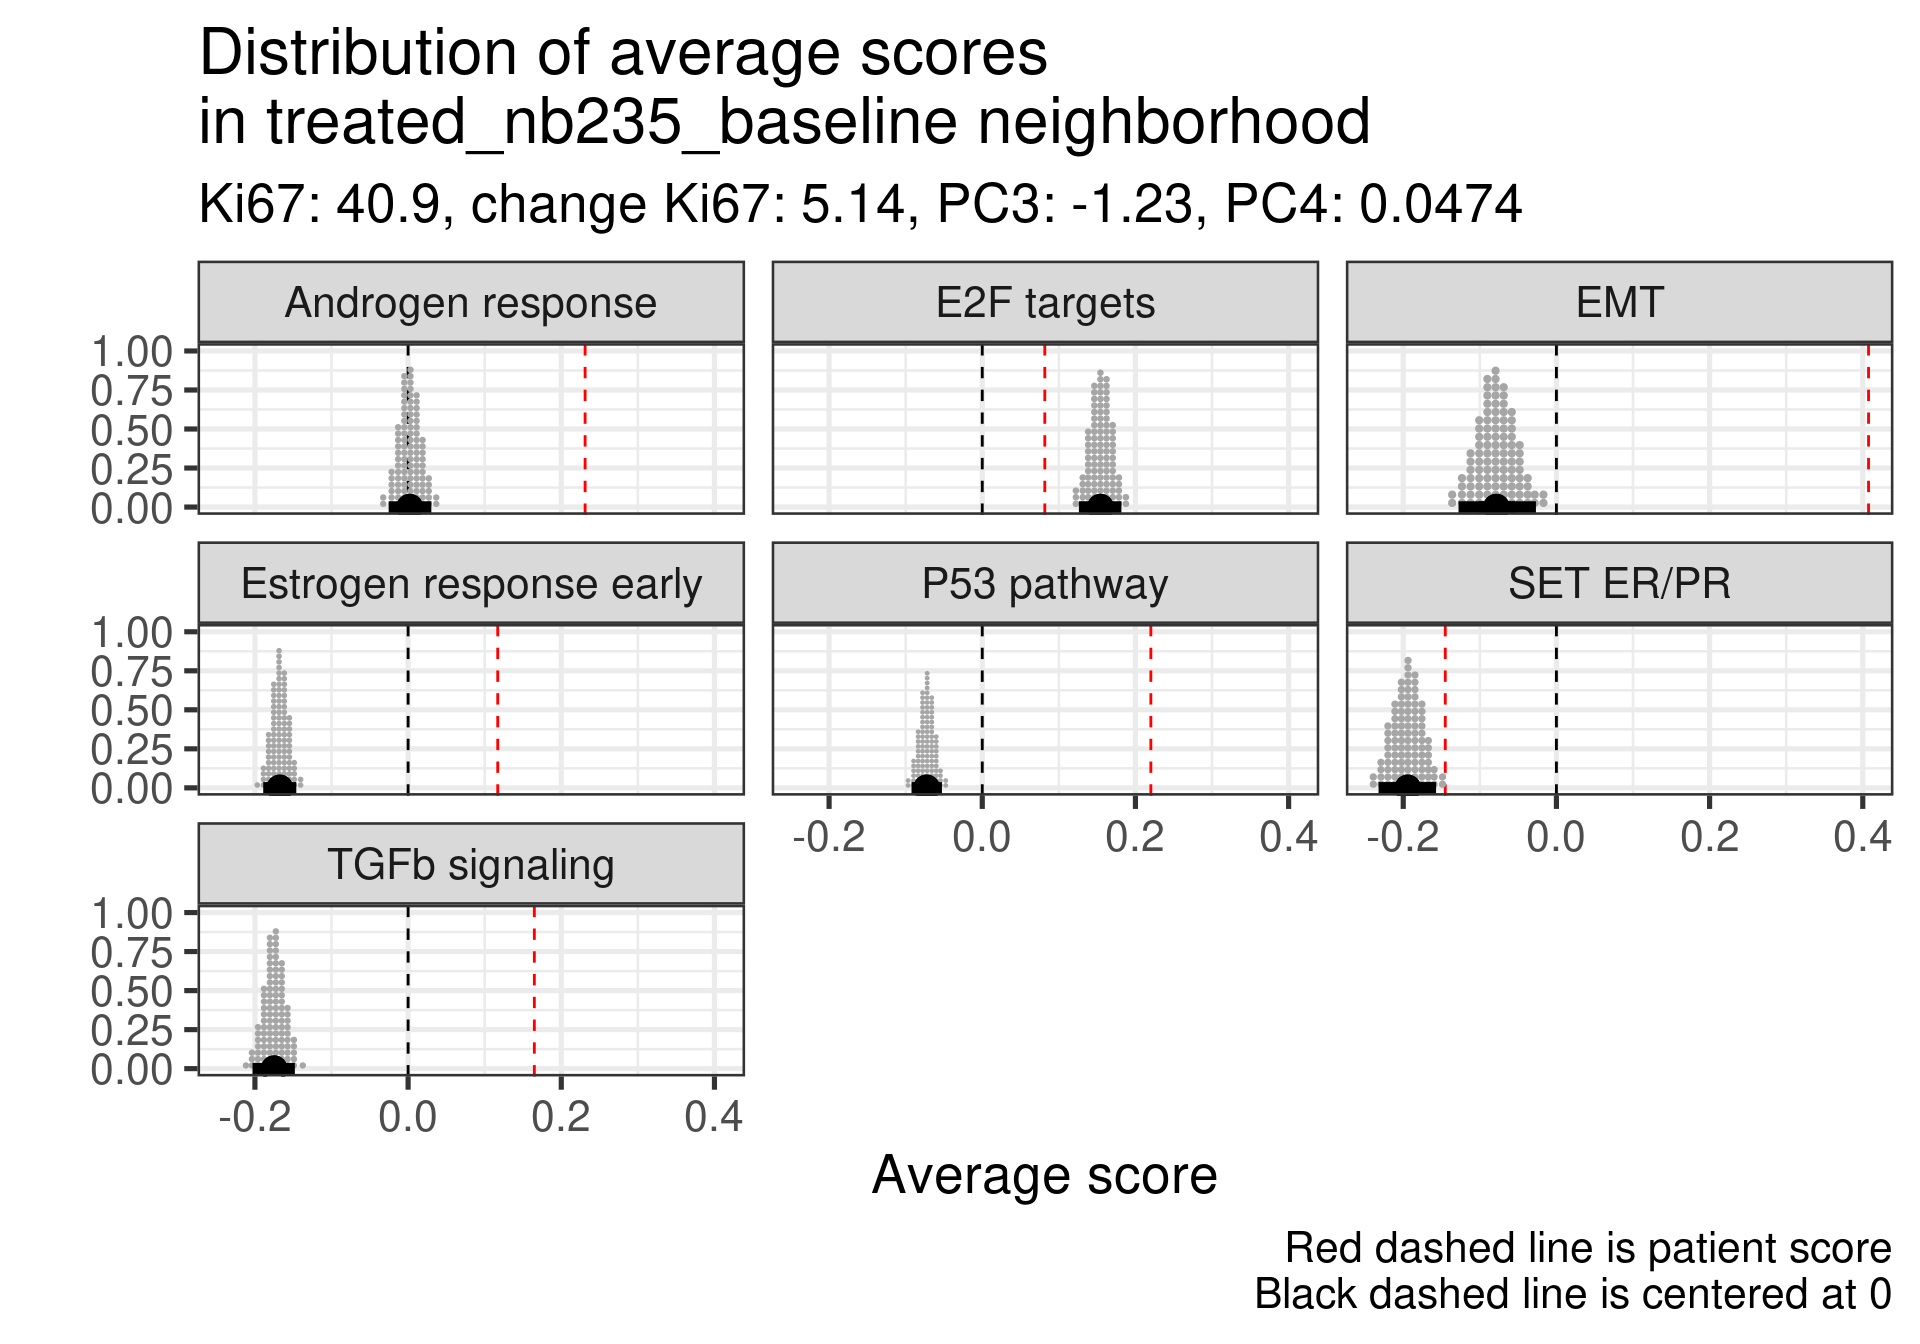 Distribution of average scores
in treated_nb235_baseline neighborhood
Ki67: 40.9, change Ki67: 5.14, PC3: -1.23, PC4: 0.0474
Androgen response
E2F targets
EMT
1.00
0.75
0.50
0.25
0.00
Estrogen response early
P53 pathway
SET ER/PR
1.00
0.75
0.50
0.25
0.00
-0.2 0.0 0.2 0.4
-0.2 0.0 0.2 0.4
TGFb signaling
1.00
0.75
0.50
0.25
0.00
-0.2 0.0 0.2 0.4
Average score
Red dashed line is patient score
Black dashed line is centered at 0